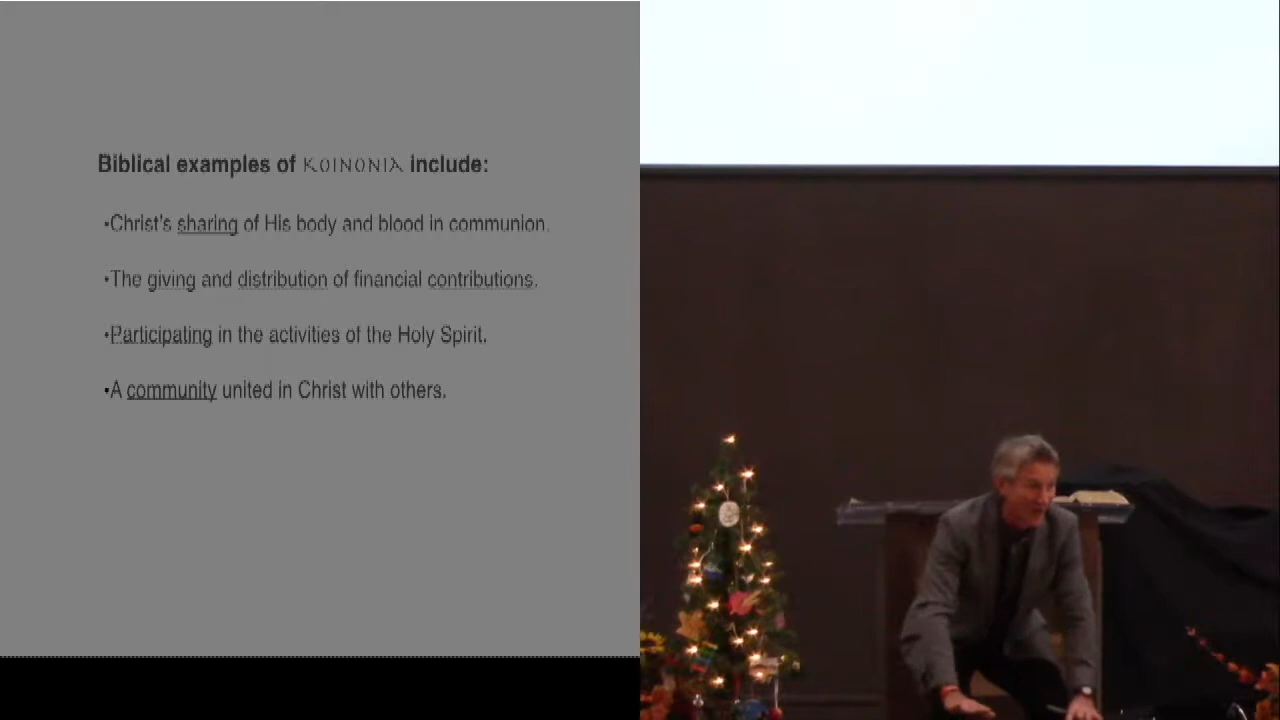 Biblical examples of κοινονια include:
•Christ's sharing of His body and blood in communion.
•The giving and distribution of financial contributions.
•Participating in the activities of the Holy Spirit.
•A community united in Christ with others.